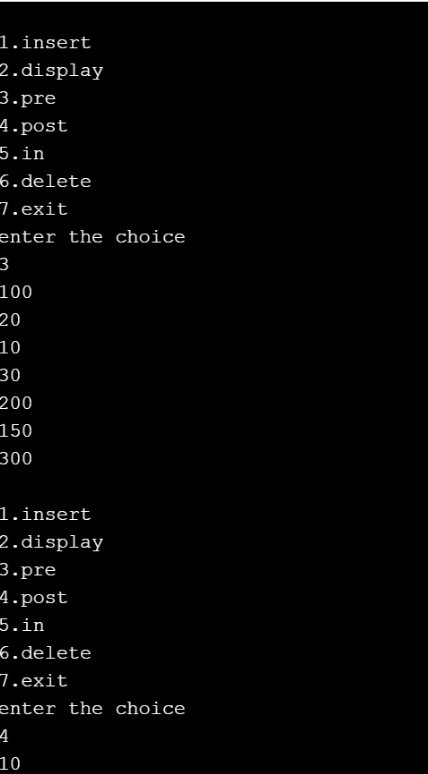 1.insert
2.display
3.pre
4.post
5.in
6.delete
7.exit
enter the choice
3
100
20
10
30
200
150
300
1.insert
2.display
3.pre
4.post
5.in
6.delete
7.exit
enter the choice
4
10